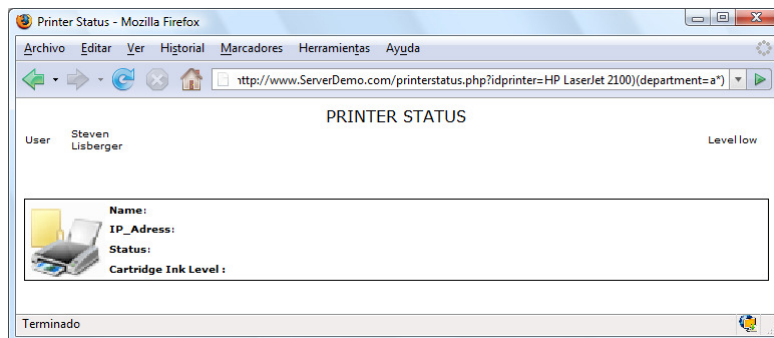 Printer Status - Mozilla Firefox
Archivo Editar Ver Historial Marcadores Herramientas Ayuda
ttp://www.ServerDemo.com/printerstatus.php?idprinter=HP LaserJet 2100)(department=a*)
PRINTER STATUS
User Steven Lisberger
Level low
Name:
IP_Adress:
Status:
Cartridge Ink Level :
Terminado